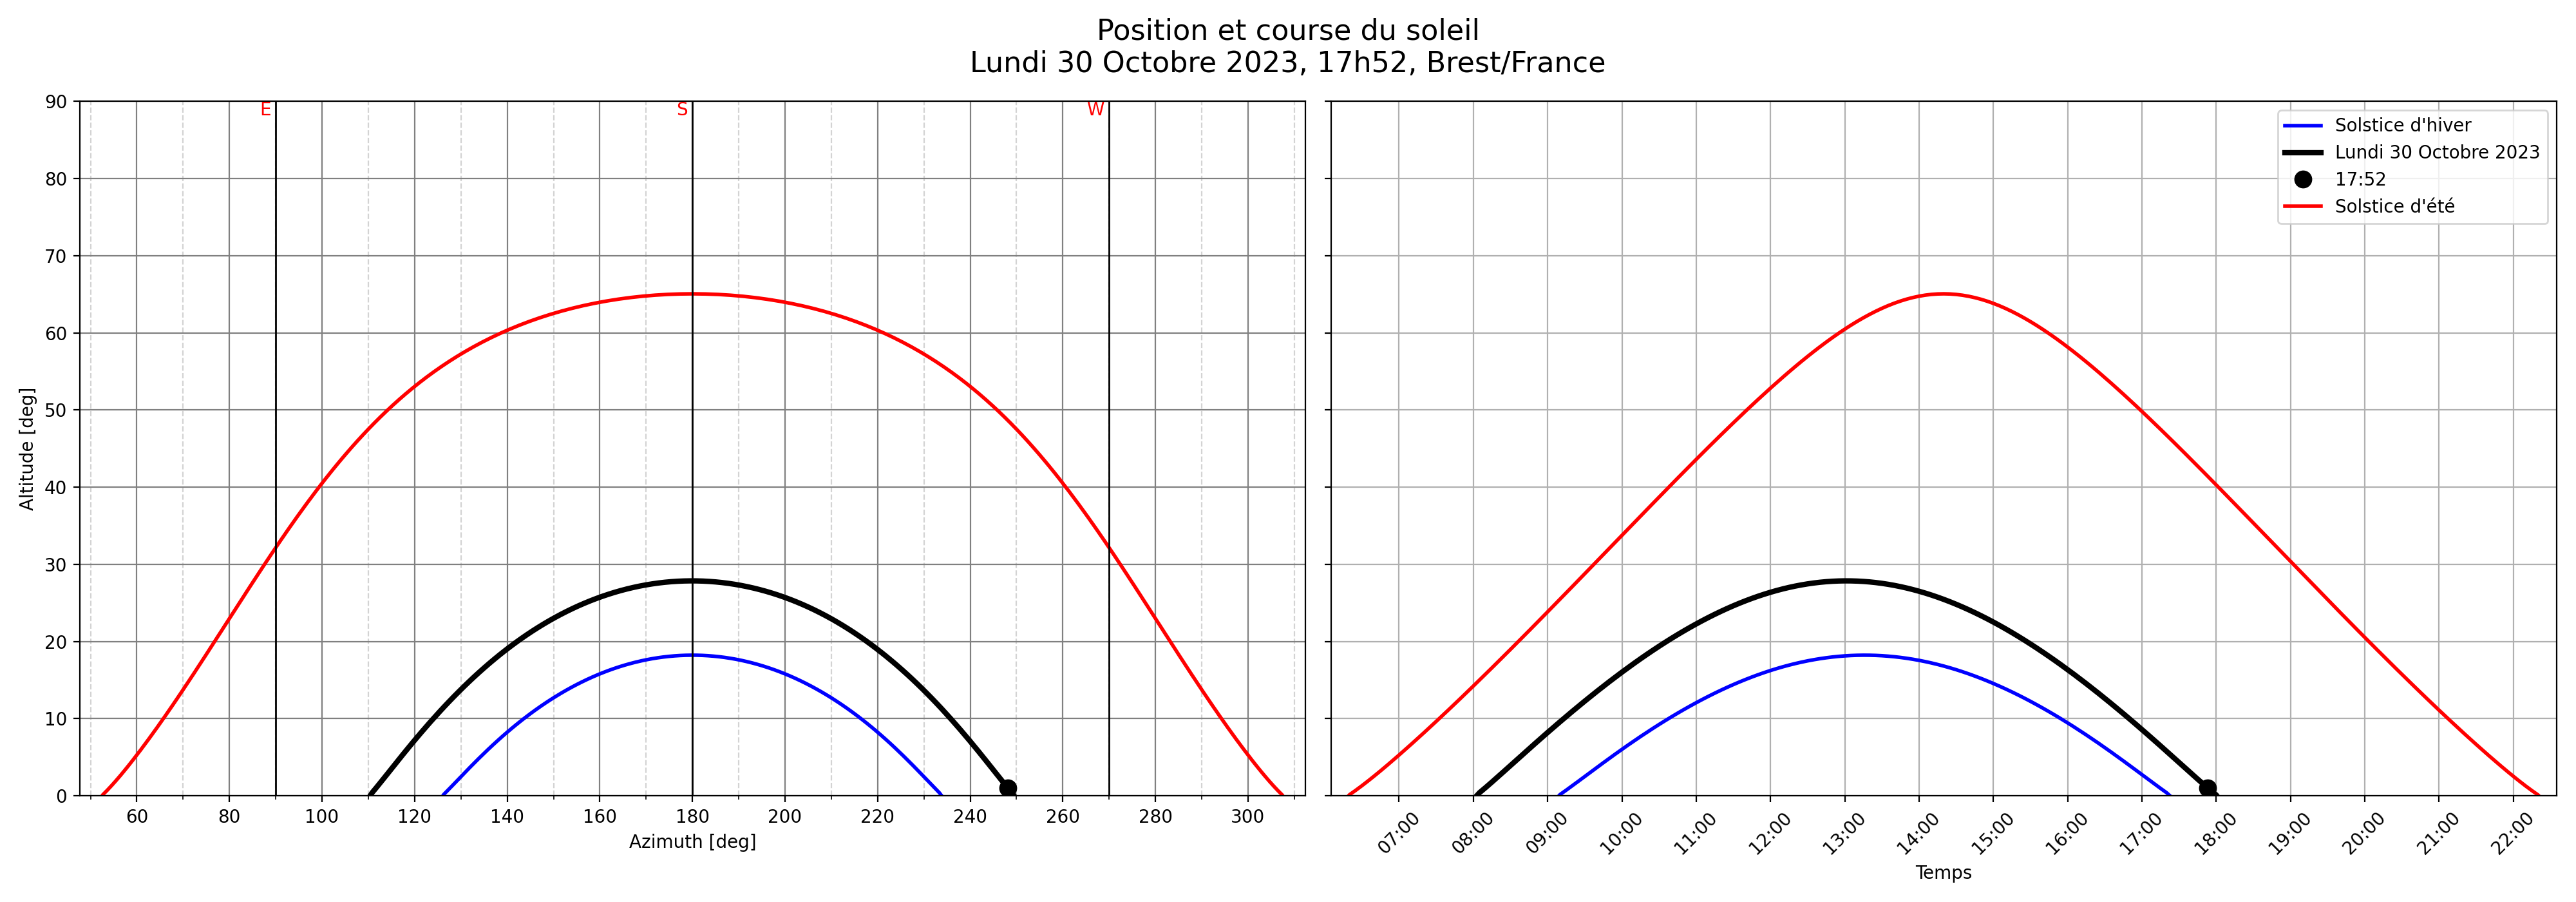 Position et course du soleil
Lundi 30 Octobre 2023, 17h52, Brest/France
E
S
W
90
80
70
60
50
40
30
20
10
0
Altitude [deg]
60 80 100 120 140 160 180 200 220 240 260 280 300
Azimuth [deg]
Solstice d'hiver
Lundi 30 Octobre 2023
17:52
Solstice d'été
07:00 08:00 09:00 10:00 11:00 12:00 13:00 14:00 15:00 16:00 17:00 18:00 19:00 20:00 21:00 22:00
Temps